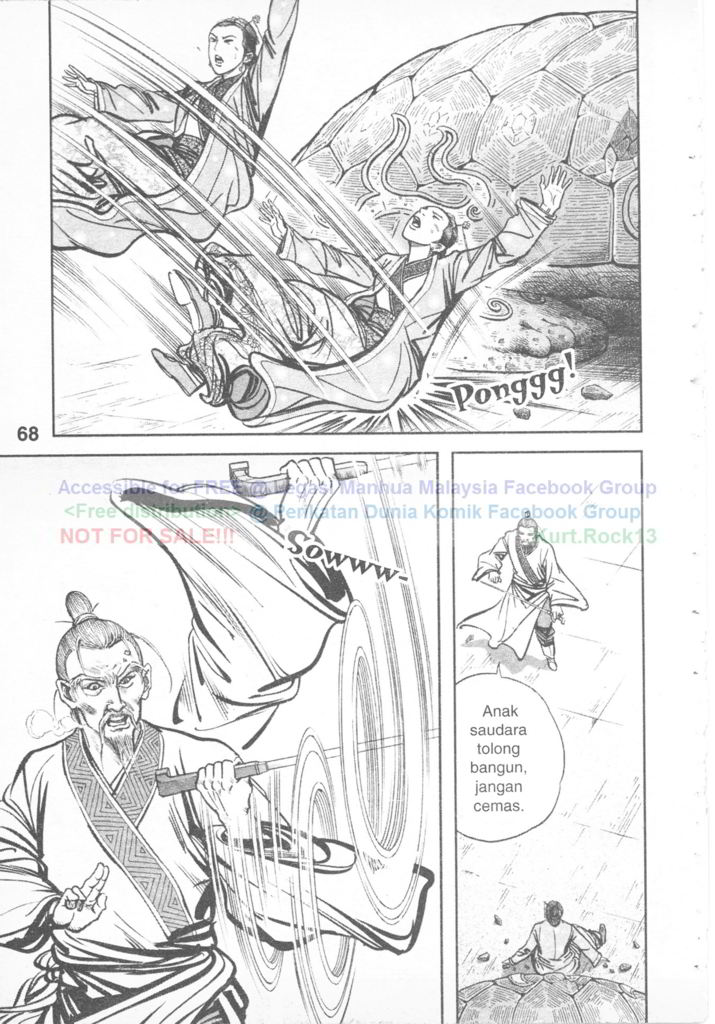 Ponggg!
68
Accessible for FREE @ Legasi Manhua Malaysia Facebook Group
<Free distribution> @ Penkatan Dunia Komik Facebook Group
NOT FOR SALE!!! Kurt.Rock13
Sowww-
Anak
saudara
tolong
bangun,
jangan
cemas.